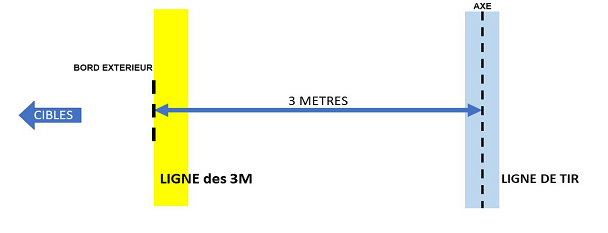 AXE
BORD EXTERIEUR
3 METRES
CIBLES
LIGNE des 3M
LIGNE DE TIR